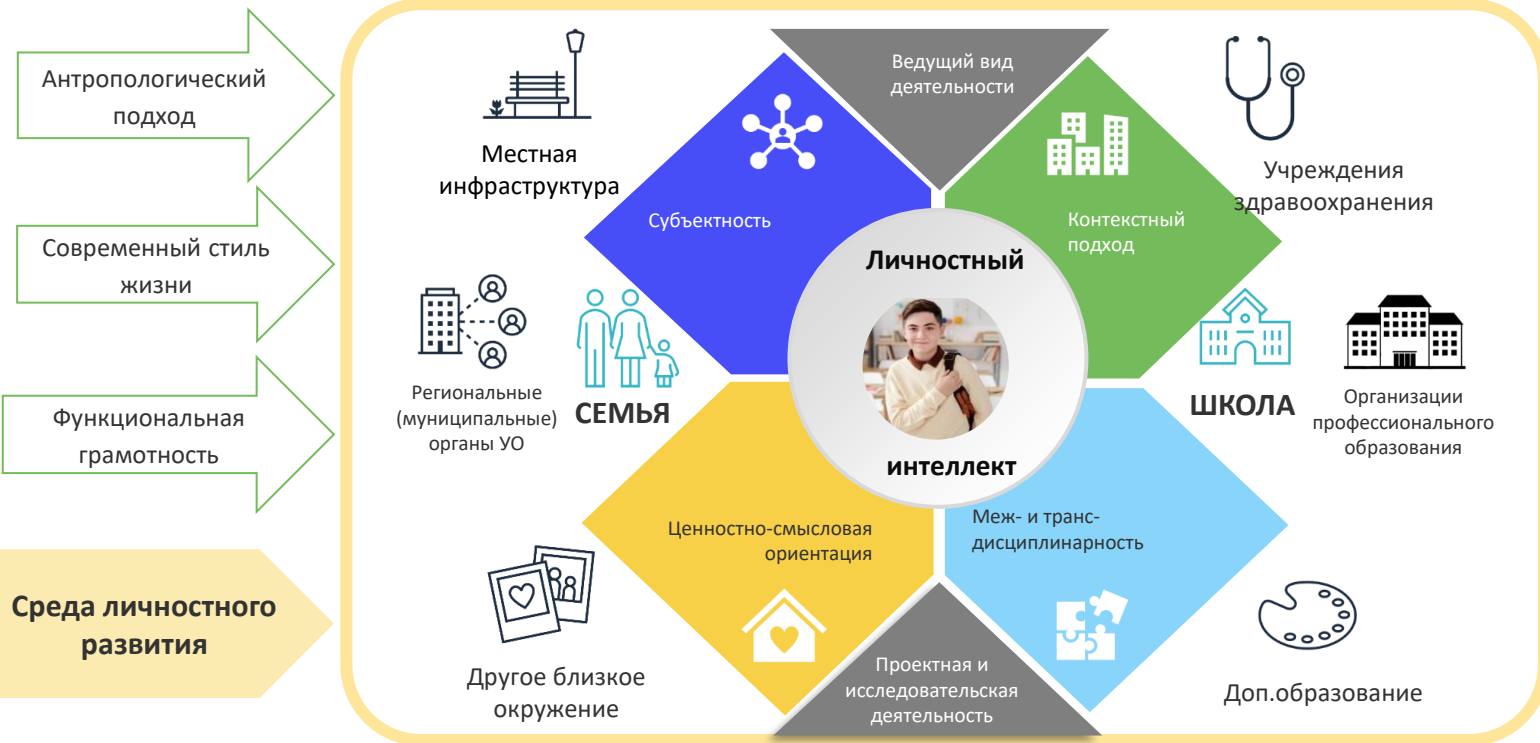 Антропологический
подход
Современный стиль
жизни
Функциональная
грамотность
Среда личностного
развития
Местная
инфраструктура
Региональные
(муниципальные)
органы УО
СЕМЬЯ
Другое близкое
окружение
Ведущий вид
деятельности
Субъектность
Контекстный
подход
Личностный
интеллект
Ценностно-смысловая
ориентация
Меж- и транс-
дисциплинарность
Проектная и
исследовательская
деятельность
Учреждения
здравоохранения
ШКОЛА
Организации
профессионального
образования
Доп.образование